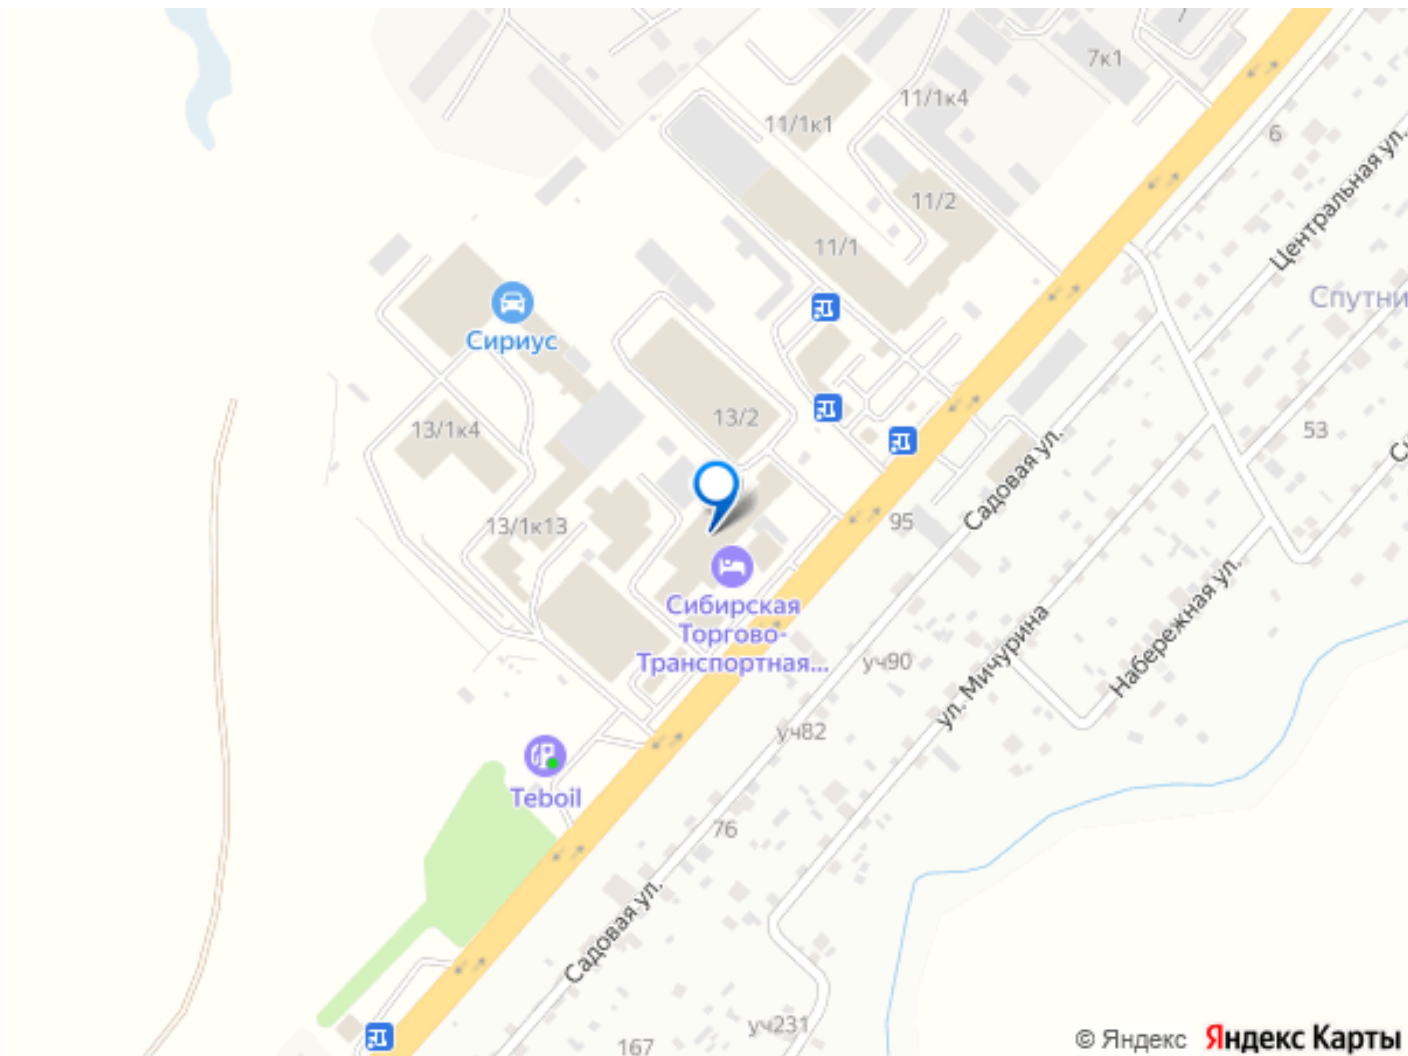 7к1
11/1к4
11/1к1
6
Центральная ул.
11/2
11/1
Спутни
Сириус
13/2
13/1к4
53
Садовая ул.
95
13/1к13
Сибирская
Торгово-
Транспортная...
Набережная ул.
ул. Мичурина
уч90
уч82
Teboil
76
Садовая ул.
уч231
167
© Яндекс Яндекс Карты